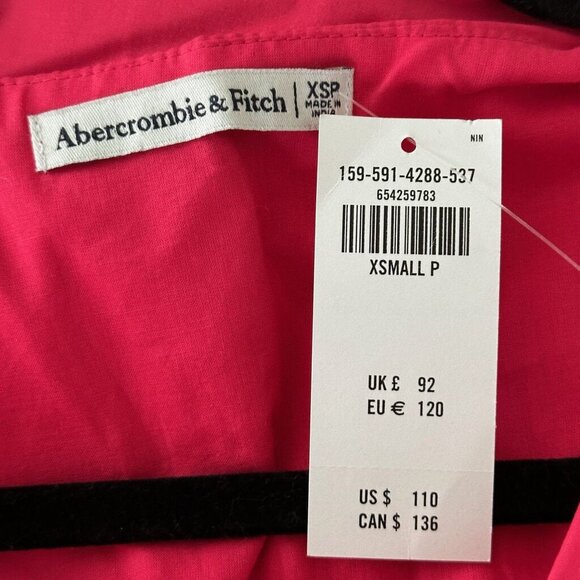 Abercrombie & Fitch | XSP
MADE IN
INDIA
NIN
159-591-4288-537
654259783
XSMALL P
UK £ 92
EU € 120
US $ 110
CAN $ 136